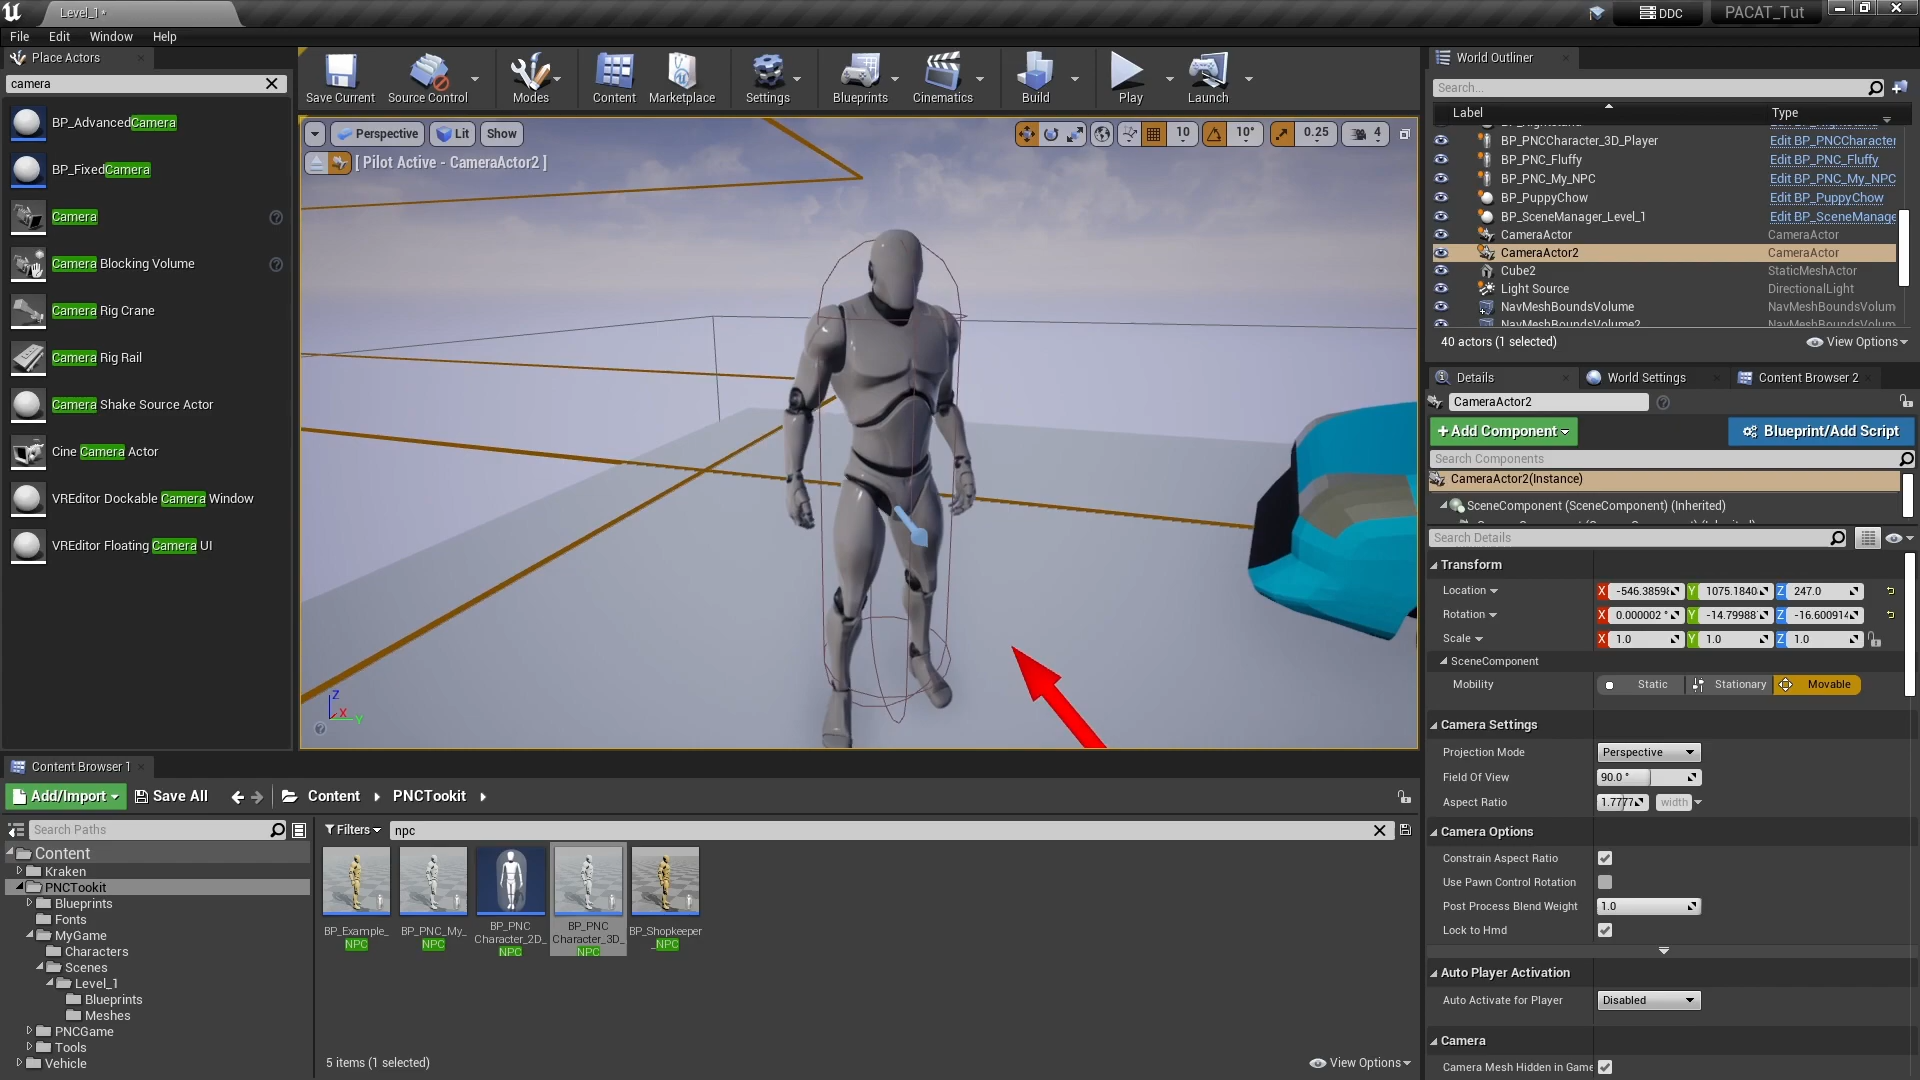 Level_1*
DDC
PACAT_Tut
File Edit Window Help
Place Actors
camera
BP_AdvancedCamera
BP_FixedCamera
Camera
Camera Blocking Volume
Camera Rig Crane
Camera Rig Rail
Camera Shake Source Actor
Cine Camera Actor
VREditor Dockable Camera Window
VREditor Floating Camera UI
Save Current Source Control Modes Content Marketplace Settings Blueprints Cinematics Build Play Launch
Perspective Lit Show 10 10° 0.25 4
[ Pilot Active - CameraActor2 ]
Z
X
Y
World Outliner
Search...
Label Type
BP_PNCCharacter_3D_Player Edit BP_PNCCharacter
BP_PNC_Fluffy Edit BP_PNC_Fluffy
BP_PNC_My_NPC Edit BP_PNC_My_NPC
BP_PuppyChow Edit BP_PuppyChow
BP_SceneManager_Level_1 Edit BP_SceneManage
CameraActor CameraActor
CameraActor2 CameraActor
Cube2 StaticMeshActor
Light Source DirectionalLight
NavMeshBoundsVolume NavMeshBoundsVolum
NavMeshBoundsVolume2 NavMeshBoundsVolum
40 actors (1 selected) View Options
Details World Settings Content Browser 2
CameraActor2
+Add Component Blueprint/Add Script
Search Components
CameraActor2(Instance)
SceneComponent (SceneComponent) (Inherited)
Search Details
Transform
Location X -546.3859 Y 1075.1840 Z 247.0
Rotation X 0.000002 ° Y -14.79988 Z -16.600914
Scale X 1.0 Y 1.0 Z 1.0
SceneComponent
Mobility Static Stationary Movable
Camera Settings
Projection Mode Perspective
Field Of View 90.0 °
Aspect Ratio 1.7777 width
Camera Options
Constrain Aspect Ratio
Use Pawn Control Rotation
Post Process Blend Weight 1.0
Lock to Hmd
Auto Player Activation
Auto Activate for Player Disabled
Camera
Camera Mesh Hidden in Game
Content Browser 1
Add/Import Save All Content PNCTookit
Search Paths
Filters npc
Content
Kraken
PNCTookit
Blueprints
Fonts
MyGame
Characters
Scenes
Level_1
Blueprints
Meshes
PNCGame
Tools
Vehicle
BP_Example_
NPC
BP_PNC_My_
NPC
BP_PNC
Character_2D_
NPC
BP_PNC
Character_3D_
NPC
BP_Shopkeeper
_NPC
5 items (1 selected) View Options